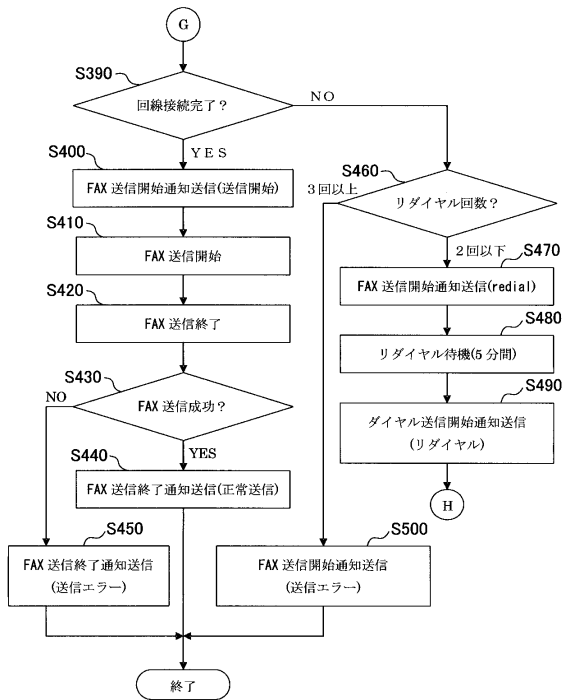 G
S390
回線接続完了？
NO
YES
S400
FAX 送信開始通知送信(送信開始)
S410
FAX 送信開始
S420
FAX 送信終了
S430
NO
FAX 送信成功？
YES
S440
FAX 送信終了通知送信(正常送信)
S450
FAX 送信終了通知送信
(送信エラー)
S460
3回以上
リダイヤル回数？
2回以下
S470
FAX 送信開始通知送信(redial)
S480
リダイヤル待機(5分間)
S490
ダイヤル送信開始通知送信
(リダイヤル)
H
S500
FAX 送信開始通知送信
(送信エラー)
終了